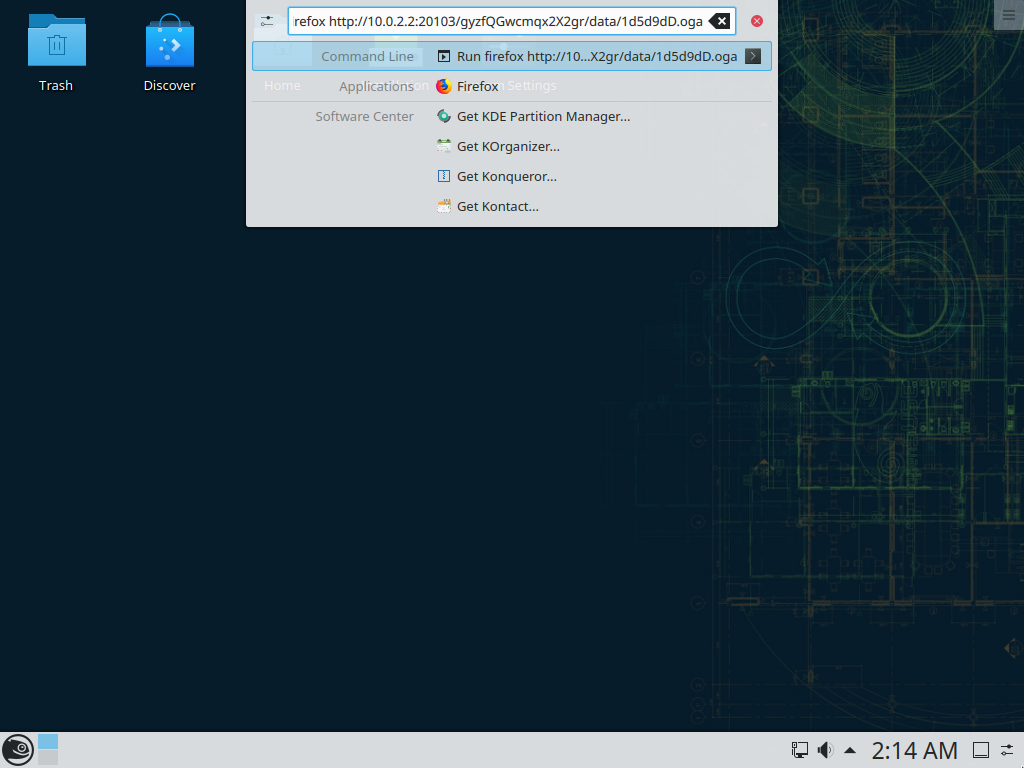 Trash
Discover
refox http://10.0.2.2:20103/gyzfQGwcmqx2X2gr/data/1d5d9dD.oga
Command Line
Run firefox http://10...X2gr/data/1d5d9dD.oga
Home
Applications
Firefox
Settings
Software Center
Get KDE Partition Manager...
Get KOrganizer...
Get Konqueror...
Get Kontact...
2:14 AM